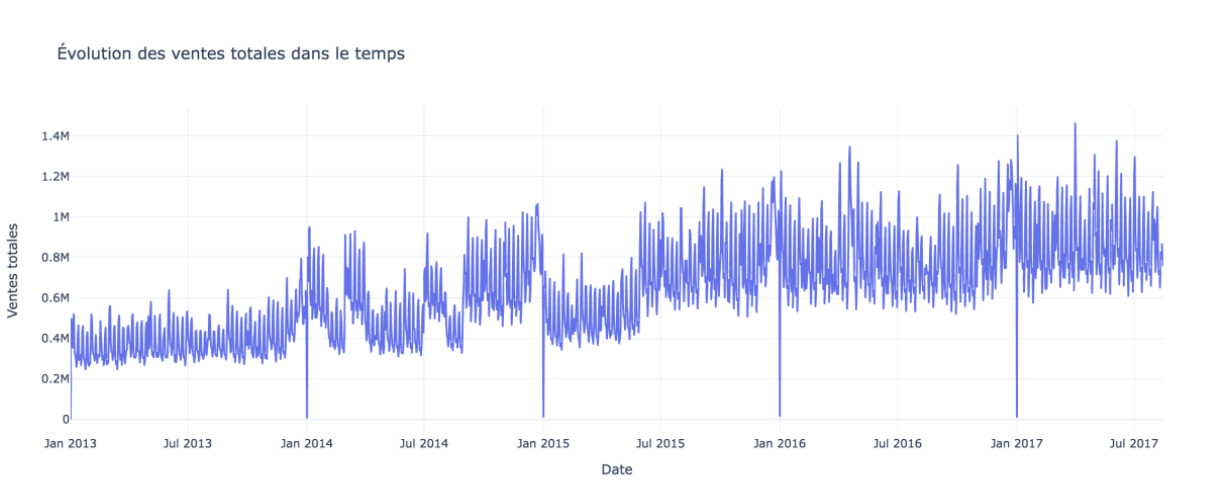 Évolution des ventes totales dans le temps
1.4M
1.2M
1M
0.8M
0.6M
0.4M
0.2M
0
Ventes totales
Jan 2013 Jul 2013 Jan 2014 Jul 2014 Jan 2015 Jul 2015 Jan 2016 Jul 2016 Jan 2017 Jul 2017
Date